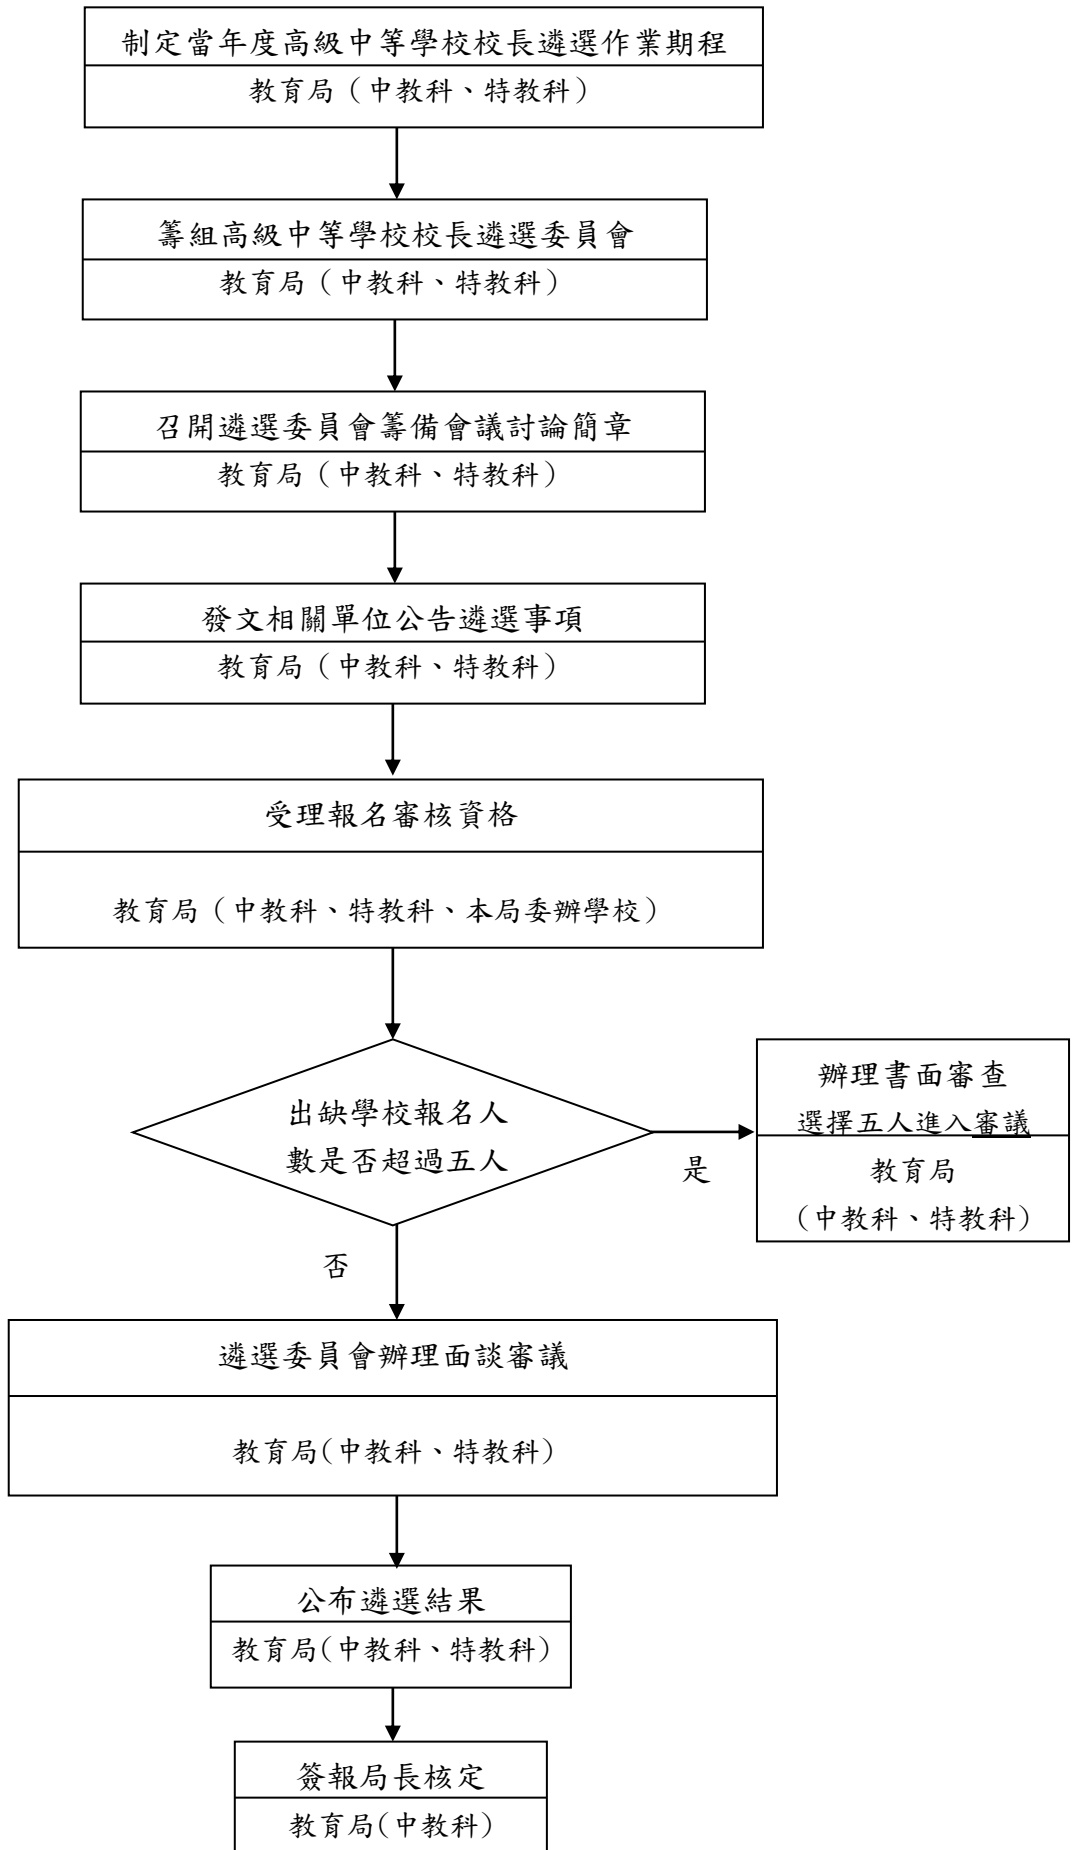 制定當年度高級中等學校校長遴選作業期程
教育局（中教科、特教科）
籌組高級中等學校校長遴選委員會
教育局（中教科、特教科）
召開遴選委員會籌備會議討論簡章
教育局（中教科、特教科）
發文相關單位公告遴選事項
教育局（中教科、特教科）
受理報名審核資格
教育局（中教科、特教科、本局委辦學校）
出缺學校報名人
數是否超過五人
是
辦理書面審查
選擇五人進入審議
教育局
（中教科、特教科）
否
遴選委員會辦理面談審議
教育局(中教科、特教科)
公布遴選結果
教育局(中教科、特教科)
簽報局長核定
教育局(中教科)